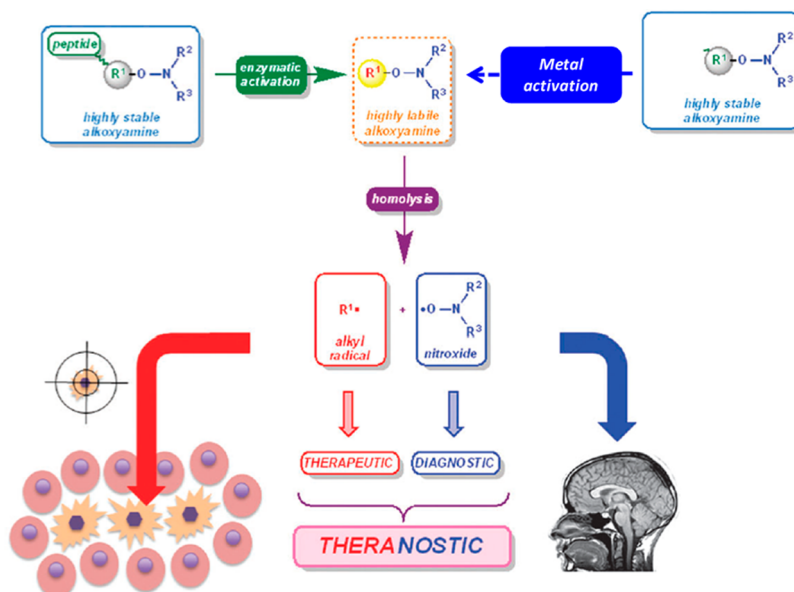 peptide
R¹–O–N
R²
R³
highly stable
alkoxyamine
enzymatic
activation
R¹–O–N
R²
R³
highly labile
alkoxyamine
Metal
activation
R¹–O–N
R²
R³
highly stable
alkoxyamine
homolysis
R¹•
alkyl
radical
+
•O–N
R²
R³
nitroxide
THERAPEUTIC
DIAGNOSTIC
THERANOSTIC